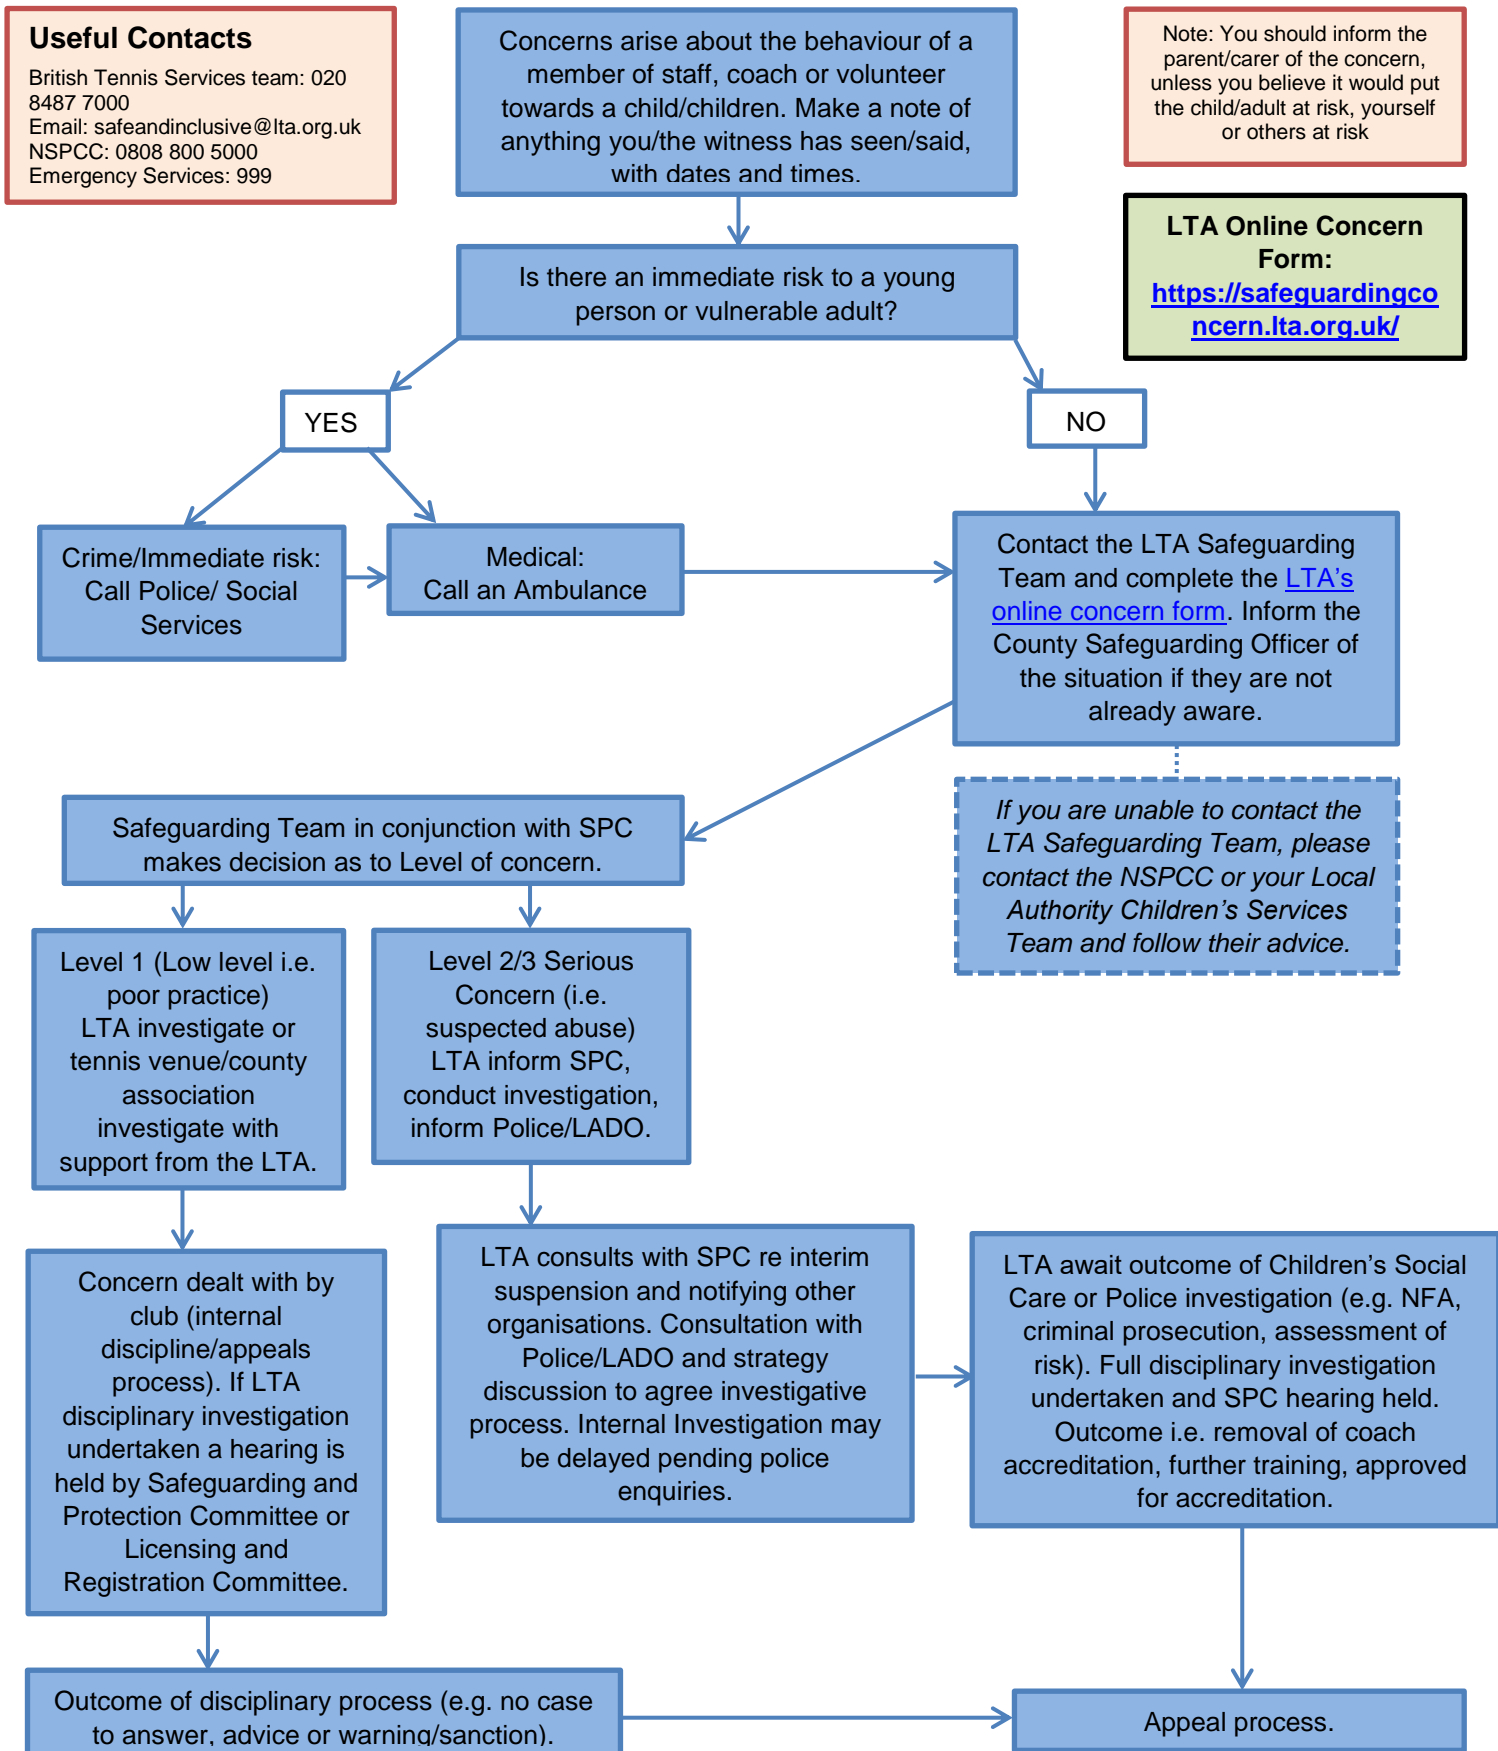 Useful Contacts
British Tennis Services team: 020
8487 7000
Email: safeandinclusive@lta.org.uk
NSPCC: 0808 800 5000
Emergency Services: 999
Concerns arise about the behaviour of a
member of staff, coach or volunteer
towards a child/children. Make a note of
anything you/the witness has seen/said,
with dates and times.
Note: You should inform the
parent/carer of the concern,
unless you believe it would put
the child/adult at risk, yourself
or others at risk
LTA Online Concern
Form:
https://safeguardingco
ncern.lta.org.uk/
Is there an immediate risk to a young
person or vulnerable adult?
YES
NO
Crime/Immediate risk:
Call Police/ Social
Services
Medical:
Call an Ambulance
Contact the LTA Safeguarding
Team and complete the LTA’s
online concern form. Inform the
County Safeguarding Officer of
the situation if they are not
already aware.
If you are unable to contact the
LTA Safeguarding Team, please
contact the NSPCC or your Local
Authority Children’s Services
Team and follow their advice.
Safeguarding Team in conjunction with SPC
makes decision as to Level of concern.
Level 1 (Low level i.e.
poor practice)
LTA investigate or
tennis venue/county
association
investigate with
support from the LTA.
Level 2/3 Serious
Concern (i.e.
suspected abuse)
LTA inform SPC,
conduct investigation,
inform Police/LADO.
Concern dealt with by
club (internal
discipline/appeals
process). If LTA
disciplinary investigation
undertaken a hearing is
held by Safeguarding and
Protection Committee or
Licensing and
Registration Committee.
LTA consults with SPC re interim
suspension and notifying other
organisations. Consultation with
Police/LADO and strategy
discussion to agree investigative
process. Internal Investigation may
be delayed pending police
enquiries.
LTA await outcome of Children’s Social
Care or Police investigation (e.g. NFA,
criminal prosecution, assessment of
risk). Full disciplinary investigation
undertaken and SPC hearing held.
Outcome i.e. removal of coach
accreditation, further training, approved
for accreditation.
Outcome of disciplinary process (e.g. no case
to answer, advice or warning/sanction).
Appeal process.